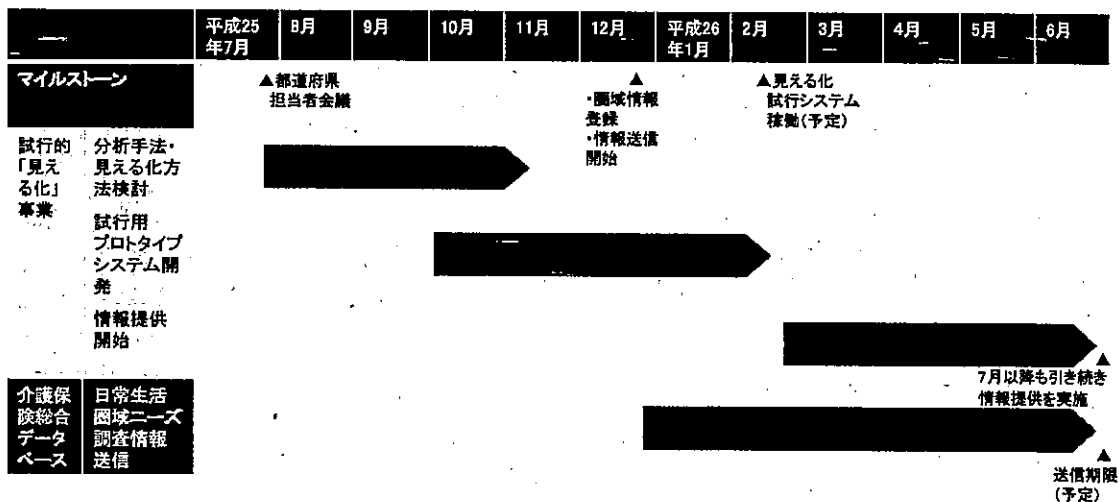 平成25
年7月
8月
9月
10月
11月
12月
平成26
年1月
2月
3月
4月
5月
6月
マイルストーン
▲都道府県
担当者会議
▲
・圏域情報
登録
・情報送信
開始
▲見える化
試行システム
稼働(予定)
試行的
「見え
る化」
事業
分析手法・
見える化方
法検討
試行用
プロトタイプ
システム開
発
情報提供
開始
▲
7月以降も引き続き
情報提供を実施
介護保
険総合
データ
ベース
日常生活
圏域ニーズ
調査情報
送信
▲
送信期限
(予定)